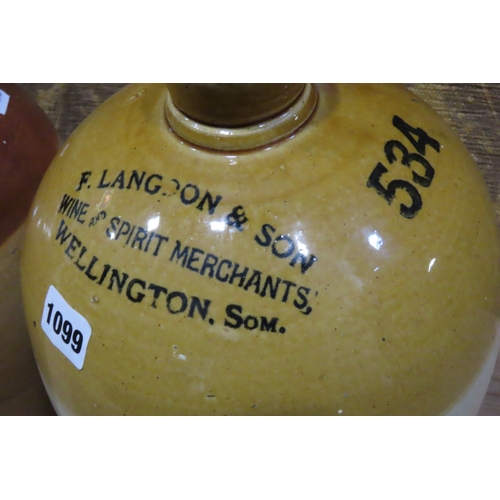 F. LANGDON & SON
WINE & SPIRIT MERCHANTS,
WELLINGTON. SOM.
534
1099